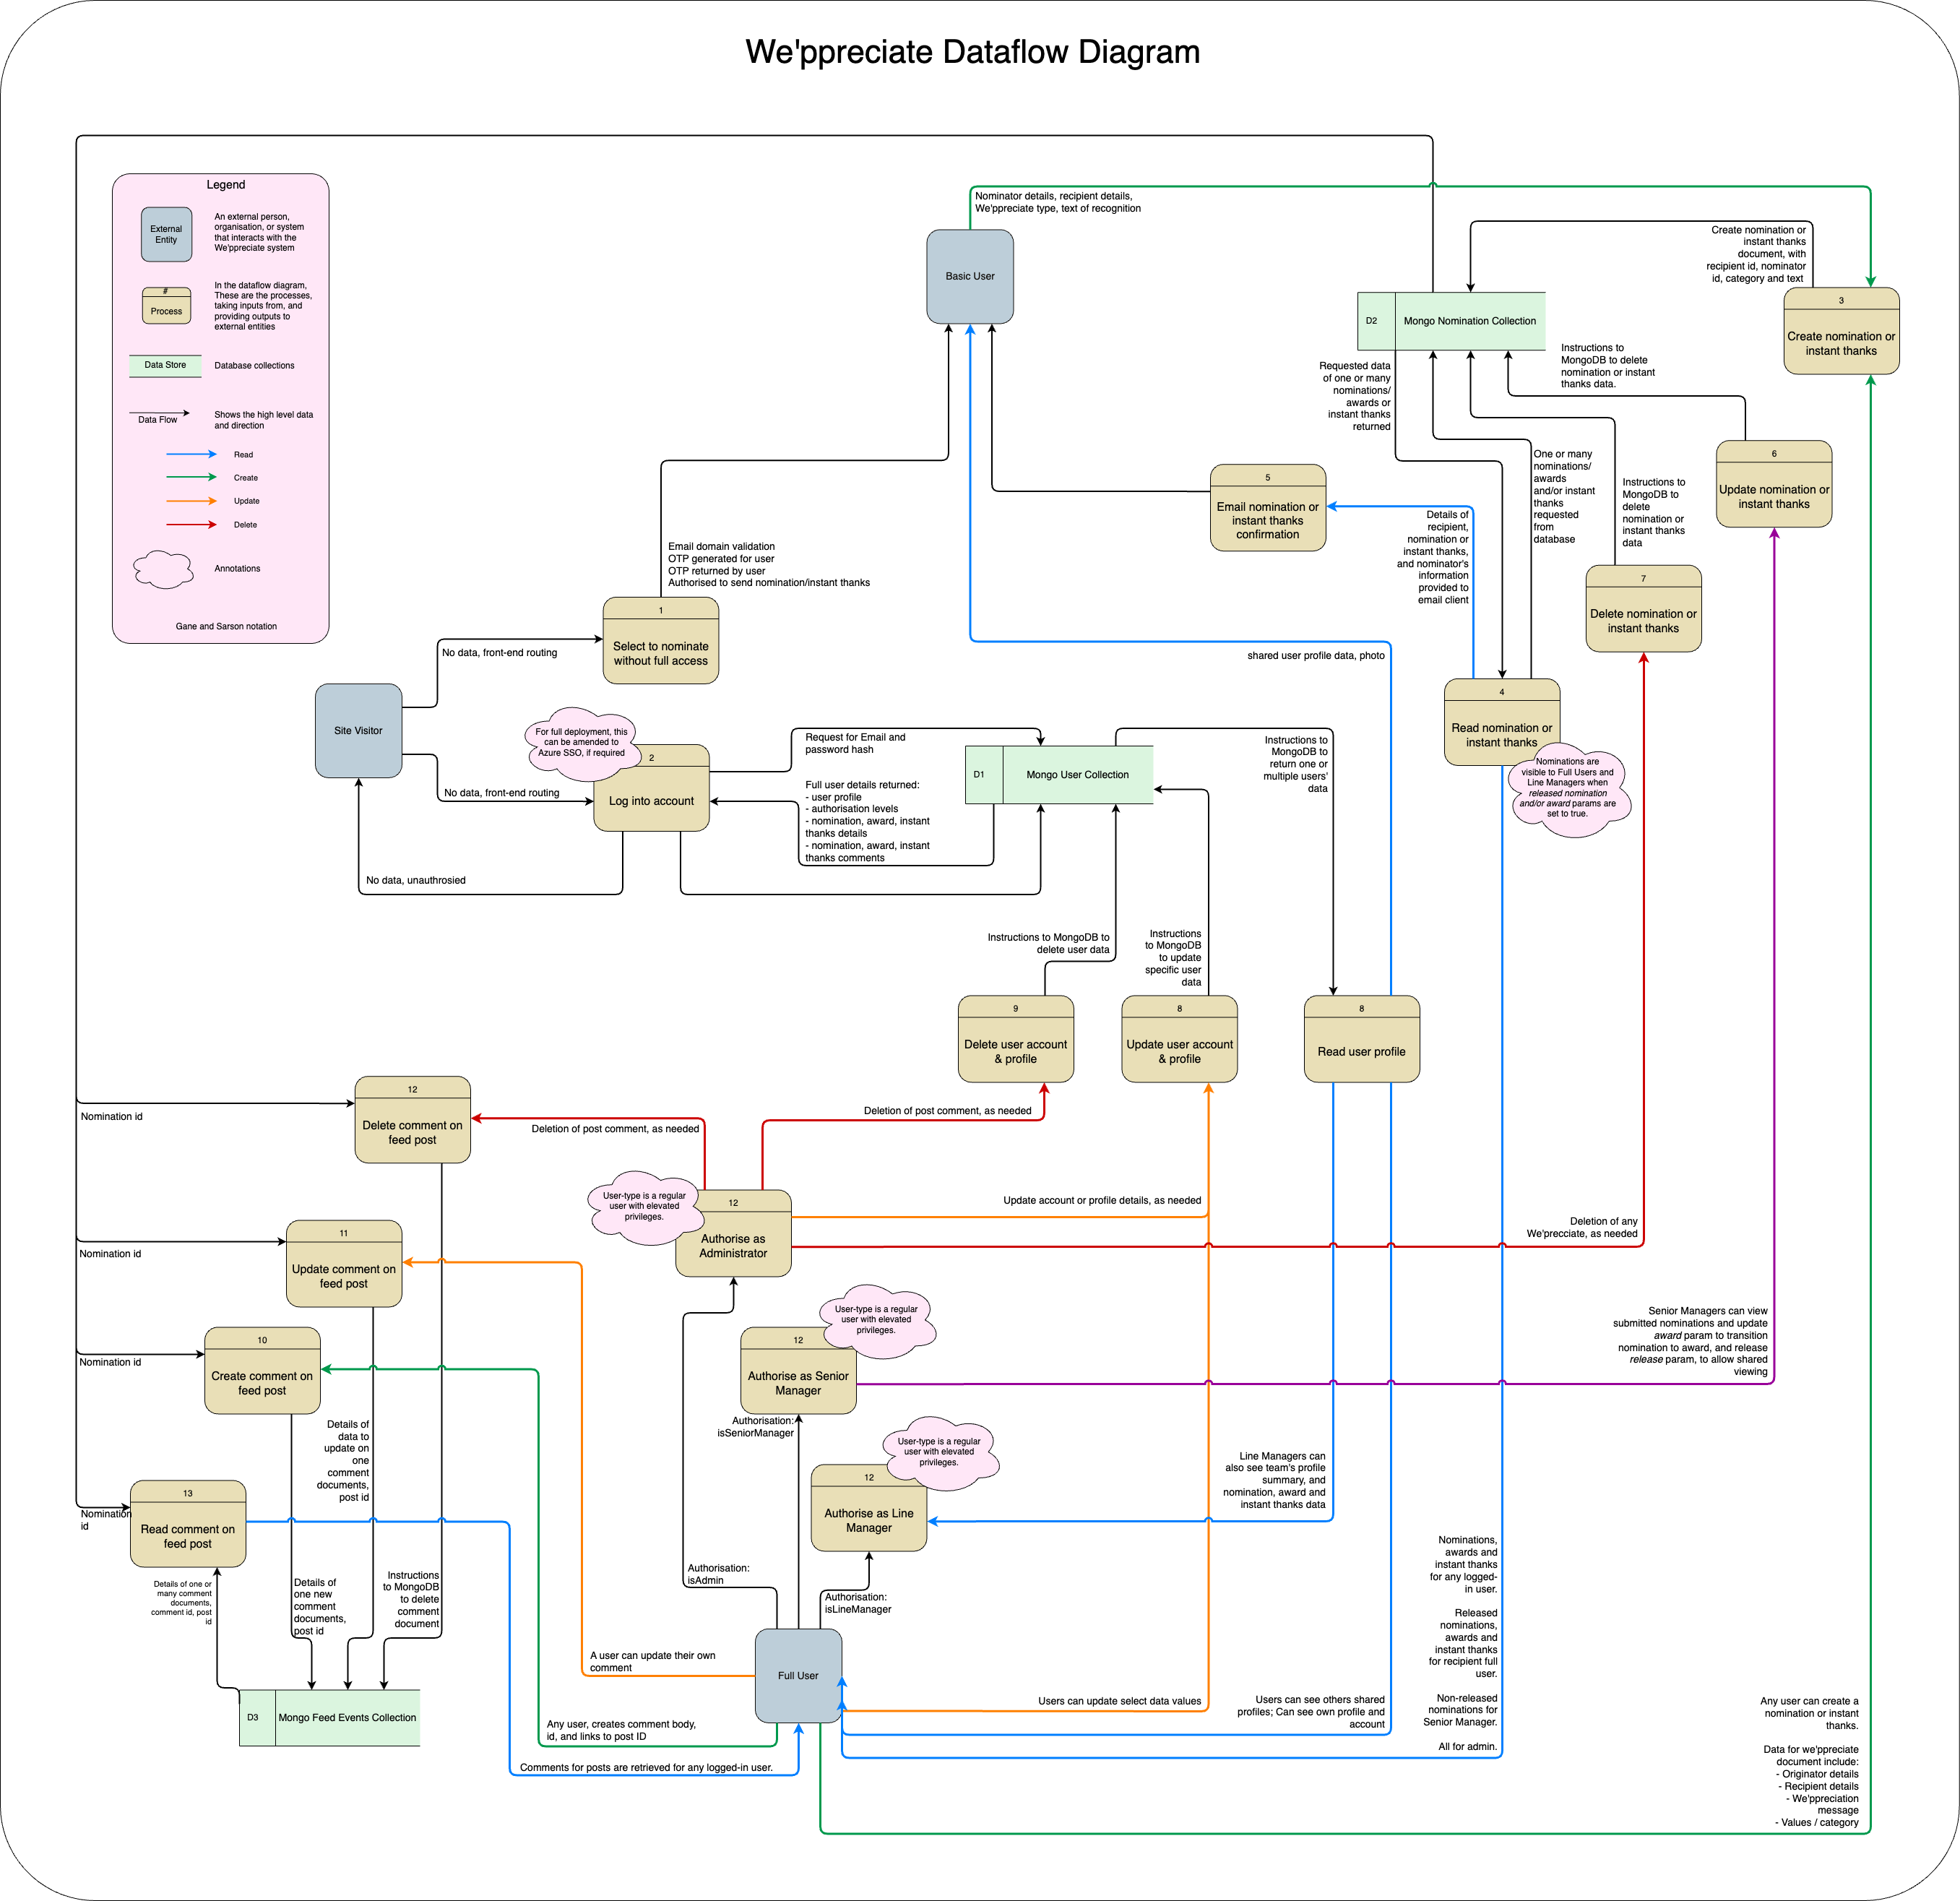 We'ppreciate Dataflow Diagram
Legend
External
Entity
An external person,
organisation, or system
that interacts with the
We'ppreciate system
#
Process
In the dataflow diagram,
These are the processes,
taking inputs from, and
providing outputs to
external entities
Data Store
Database collections
Data Flow
Shows the high level data
and direction
Read
Create
Update
Delete
Annotations
Gane and Sarson notation
Nominator details, recipient details,
We'ppreciate type, text of recognition
Basic User
Create nomination or
instant thanks
document, with
recipient id, nominator
id, category and text
3
Create nomination or
instant thanks
D2
Mongo Nomination Collection
Instructions to
MongoDB to delete
nomination or instant
thanks data.
Requested data
of one or many
nominations/
awards or
instant thanks
returned
6
Update nomination or
instant thanks
One or many
nominations/
awards
and/or instant
thanks
requested
from
database
Instructions to
MongoDB to
delete
nomination or
instant thanks
data
5
Email nomination or
instant thanks
confirmation
Details of
recipient,
nomination or
instant thanks,
and nominator's
information
provided to
email client
7
Delete nomination or
instant thanks
Email domain validation
OTP generated for user
OTP returned by user
Authorised to send nomination/instant thanks
1
Select to nominate
without full access
No data, front-end routing
shared user profile data, photo
4
Read nomination or
instant thanks
Nominations are
visible to Full Users and
Line Managers when
released nomination
and/or award params are
set to true.
Site Visitor
For full deployment, this
can be amended to
Azure SSO, if required
2
Log into account
No data, front-end routing
Request for Email and
password hash
Full user details returned:
- user profile
- authorisation levels
- nomination, award, instant
thanks details
- nomination, award, instant
thanks comments
D1
Mongo User Collection
Instructions to
MongoDB to
return one or
multiple users'
data
No data, unauthrosied
Instructions to MongoDB to
delete user data
Instructions
to MongoDB
to update
specific user
data
9
Delete user account
& profile
8
Update user account
& profile
8
Read user profile
12
Delete comment on
feed post
Nomination id
Deletion of post comment, as needed
Deletion of post comment, as needed
User-type is a regular
user with elevated
privileges.
12
Authorise as
Administrator
Update account or profile details, as needed
Deletion of any
We'precciate, as needed
11
Update comment on
feed post
Nomination id
User-type is a regular
user with elevated
privileges.
12
Authorise as Senior
Manager
Senior Managers can view
submitted nominations and update
award param to transition
nomination to award, and release
release param, to allow shared
viewing
10
Create comment on
feed post
Nomination id
Authorisation:
isSeniorManager
Details of
data to
update on
one
comment
documents,
post id
User-type is a regular
user with elevated
privileges.
12
Authorise as Line
Manager
Line Managers can
also see team's profile
summary, and
nomination, award and
instant thanks data
13
Read comment on
feed post
Nomination
id
Details of one or
many comment
documents,
comment id, post
id
Details of
one new
comment
documents,
post id
Instructions
to MongoDB
to delete
comment
document
Authorisation:
isAdmin
Authorisation:
isLineManager
Nominations,
awards and
instant thanks
for any logged-
in user.
Released
nominations,
awards and
instant thanks
for recipient full
user.
Non-released
nominations for
Senior Manager.
All for admin.
A user can update their own
comment
Full User
Users can update select data values
Users can see others shared
profiles; Can see own profile and
account
D3
Mongo Feed Events Collection
Any user, creates comment body,
id, and links to post ID
Comments for posts are retrieved for any logged-in user.
Any user can create a
nomination or instant
thanks.
Data for we'ppreciate
document include:
- Originator details
- Recipient details
- We'ppreciation
message
- Values / category